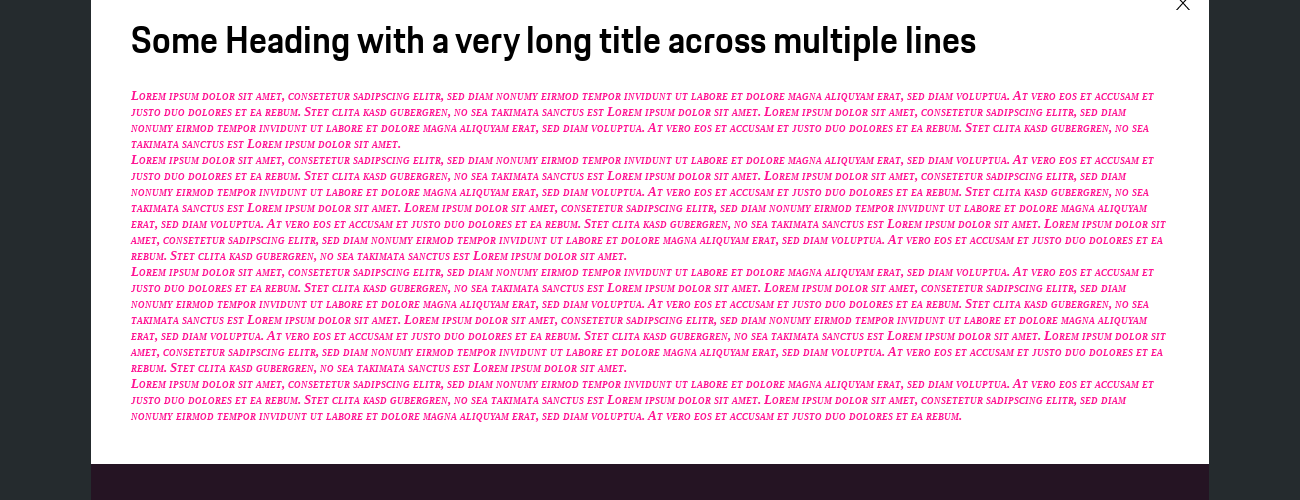 Some Heading with a very long title across multiple lines
Lorem ipsum dolor sit amet, consetetur sadipscing elitr, sed diam nonumy eirmod tempor invidunt ut labore et dolore magna aliquyam erat, sed diam voluptua. At vero eos et accusam et
justo duo dolores et ea rebum. Stet clita kasd gubergren, no sea takimata sanctus est Lorem ipsum dolor sit amet. Lorem ipsum dolor sit amet, consetetur sadipscing elitr, sed diam
nonumy eirmod tempor invidunt ut labore et dolore magna aliquyam erat, sed diam voluptua. At vero eos et accusam et justo duo dolores et ea rebum. Stet clita kasd gubergren, no sea
takimata sanctus est Lorem ipsum dolor sit amet.
Lorem ipsum dolor sit amet, consetetur sadipscing elitr, sed diam nonumy eirmod tempor invidunt ut labore et dolore magna aliquyam erat, sed diam voluptua. At vero eos et accusam et
justo duo dolores et ea rebum. Stet clita kasd gubergren, no sea takimata sanctus est Lorem ipsum dolor sit amet. Lorem ipsum dolor sit amet, consetetur sadipscing elitr, sed diam
nonumy eirmod tempor invidunt ut labore et dolore magna aliquyam erat, sed diam voluptua. At vero eos et accusam et justo duo dolores et ea rebum. Stet clita kasd gubergren, no sea
takimata sanctus est Lorem ipsum dolor sit amet. Lorem ipsum dolor sit amet, consetetur sadipscing elitr, sed diam nonumy eirmod tempor invidunt ut labore et dolore magna aliquyam
erat, sed diam voluptua. At vero eos et accusam et justo duo dolores et ea rebum. Stet clita kasd gubergren, no sea takimata sanctus est Lorem ipsum dolor sit amet. Lorem ipsum dolor sit
amet, consetetur sadipscing elitr, sed diam nonumy eirmod tempor invidunt ut labore et dolore magna aliquyam erat, sed diam voluptua. At vero eos et accusam et justo duo dolores et ea
rebum. Stet clita kasd gubergren, no sea takimata sanctus est Lorem ipsum dolor sit amet.
Lorem ipsum dolor sit amet, consetetur sadipscing elitr, sed diam nonumy eirmod tempor invidunt ut labore et dolore magna aliquyam erat, sed diam voluptua. At vero eos et accusam et
justo duo dolores et ea rebum. Stet clita kasd gubergren, no sea takimata sanctus est Lorem ipsum dolor sit amet. Lorem ipsum dolor sit amet, consetetur sadipscing elitr, sed diam
nonumy eirmod tempor invidunt ut labore et dolore magna aliquyam erat, sed diam voluptua. At vero eos et accusam et justo duo dolores et ea rebum. Stet clita kasd gubergren, no sea
takimata sanctus est Lorem ipsum dolor sit amet. Lorem ipsum dolor sit amet, consetetur sadipscing elitr, sed diam nonumy eirmod tempor invidunt ut labore et dolore magna aliquyam
erat, sed diam voluptua. At vero eos et accusam et justo duo dolores et ea rebum. Stet clita kasd gubergren, no sea takimata sanctus est Lorem ipsum dolor sit amet. Lorem ipsum dolor sit
amet, consetetur sadipscing elitr, sed diam nonumy eirmod tempor invidunt ut labore et dolore magna aliquyam erat, sed diam voluptua. At vero eos et accusam et justo duo dolores et ea
rebum. Stet clita kasd gubergren, no sea takimata sanctus est Lorem ipsum dolor sit amet.
Lorem ipsum dolor sit amet, consetetur sadipscing elitr, sed diam nonumy eirmod tempor invidunt ut labore et dolore magna aliquyam erat, sed diam voluptua. At vero eos et accusam et
justo duo dolores et ea rebum. Stet clita kasd gubergren, no sea takimata sanctus est Lorem ipsum dolor sit amet. Lorem ipsum dolor sit amet, consetetur sadipscing elitr, sed diam
nonumy eirmod tempor invidunt ut labore et dolore magna aliquyam erat, sed diam voluptua. At vero eos et accusam et justo duo dolores et ea rebum.